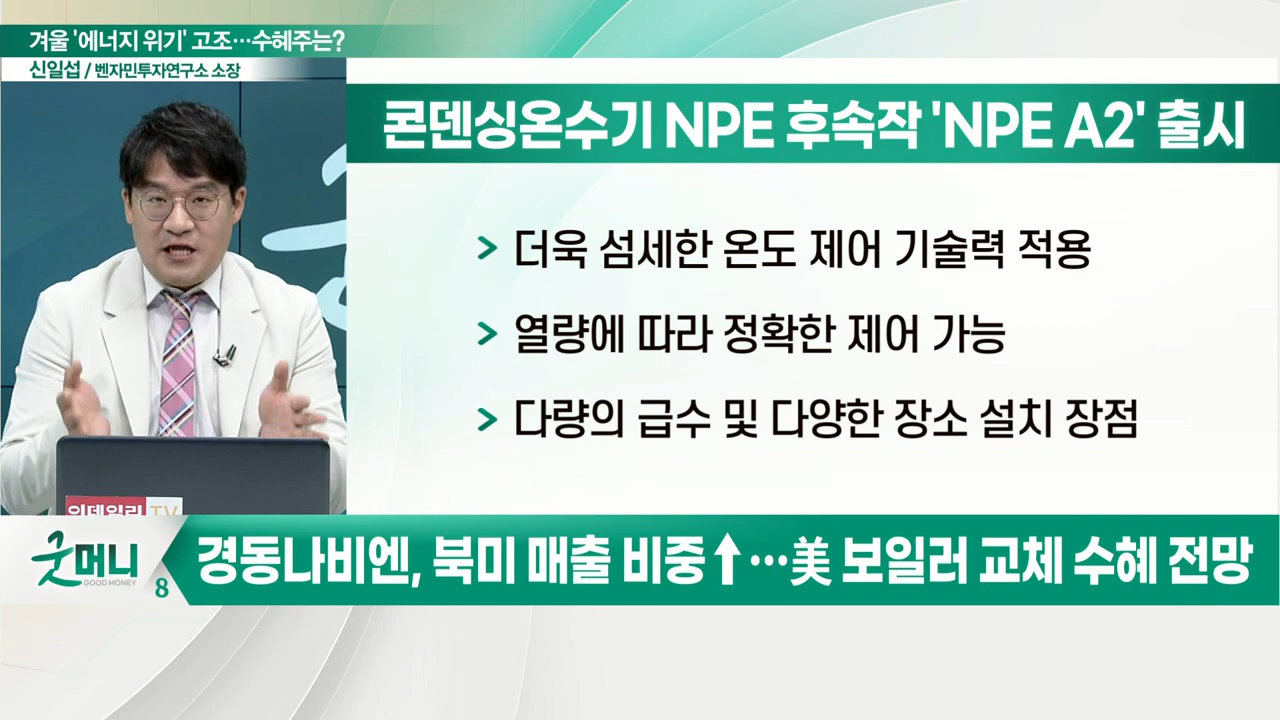 겨울 '에너지 위기' 고조…수혜주는?
신일섭 / 벤자민투자연구소 소장
콘덴싱온수기 NPE 후속작 'NPE A2' 출시
> 더욱 섬세한 온도 제어 기술력 적용
> 열량에 따라 정확한 제어 가능
> 다량의 급수 및 다양한 장소 설치 장점
이데일리 TV
굿머니
GOOD MONEY
8
경동나비엔, 북미 매출 비중↑…美 보일러 교체 수혜 전망